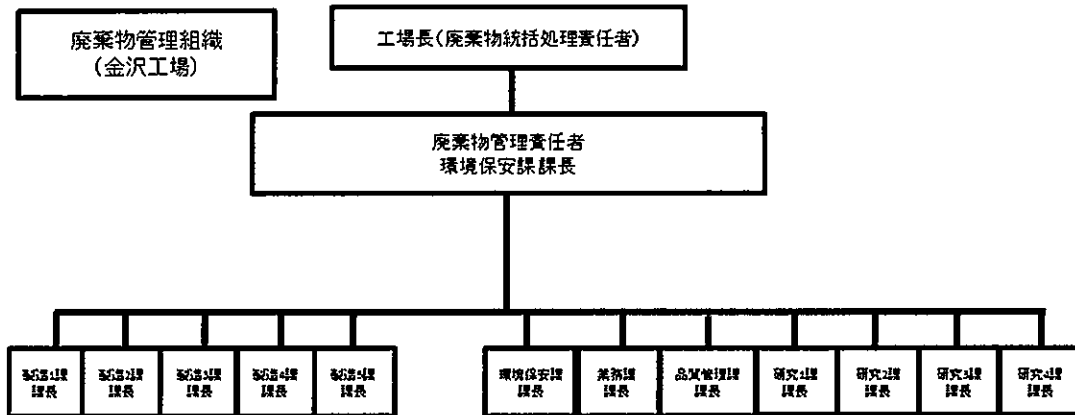 廃棄物管理組織
(金沢工場)
工場長(廃棄物統括処理責任者)
廃棄物管理責任者
環境保安課課長
製造1課
課長
製造2課
課長
製造3課
課長
製造4課
課長
製造5課
課長
環境保安課
課長
業務課
課長
品質管理課
課長
研究1課
課長
研究2課
課長
研究3課
課長
研究4課
課長